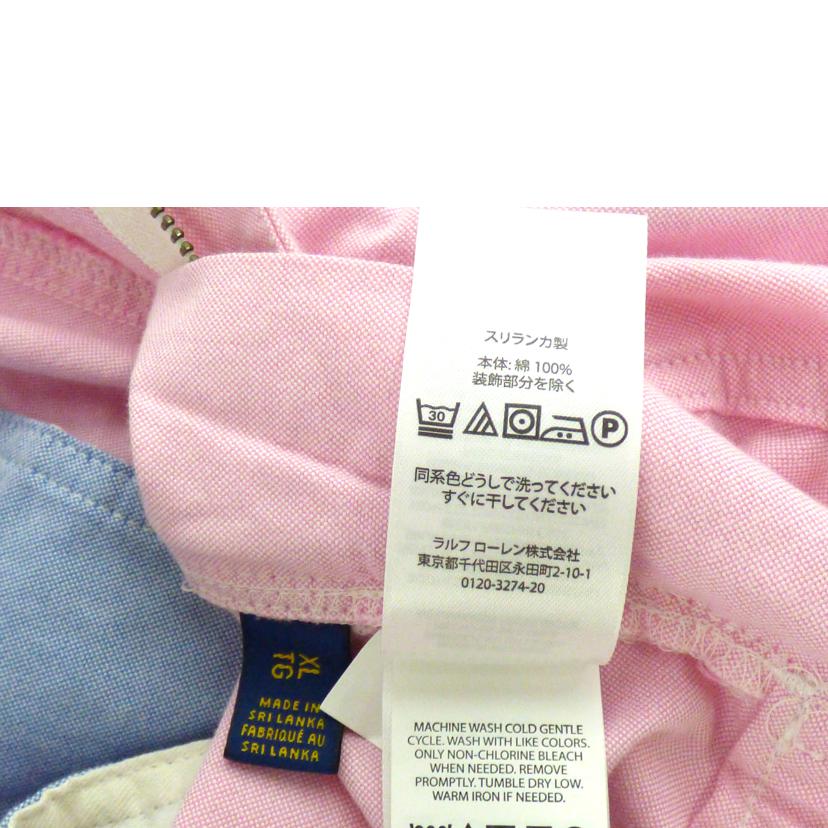 スリランカ製
本体: 綿 100%
装飾部分を除く
30
P
同系色どうしで洗ってください
すぐに干してください
ラルフ ローレン株式会社
東京都千代田区永田町2-10-1
0120-3274-20
XL
TG
MADE IN
SRI LANKA
FABRIQUÉ AU
SRI LANKA
MACHINE WASH COLD GENTLE
CYCLE. WASH WITH LIKE COLORS.
ONLY NON-CHLORINE BLEACH
WHEN NEEDED. REMOVE
PROMPTLY. TUMBLE DRY LOW.
WARM IRON IF NEEDED.